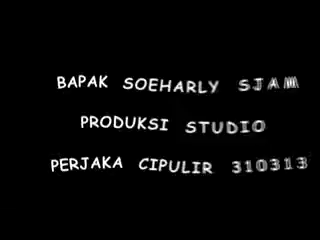 BAPAK SOEHARLY SJAM
PRODUKSI STUDIO
PERJAKA CIPULIR 310313